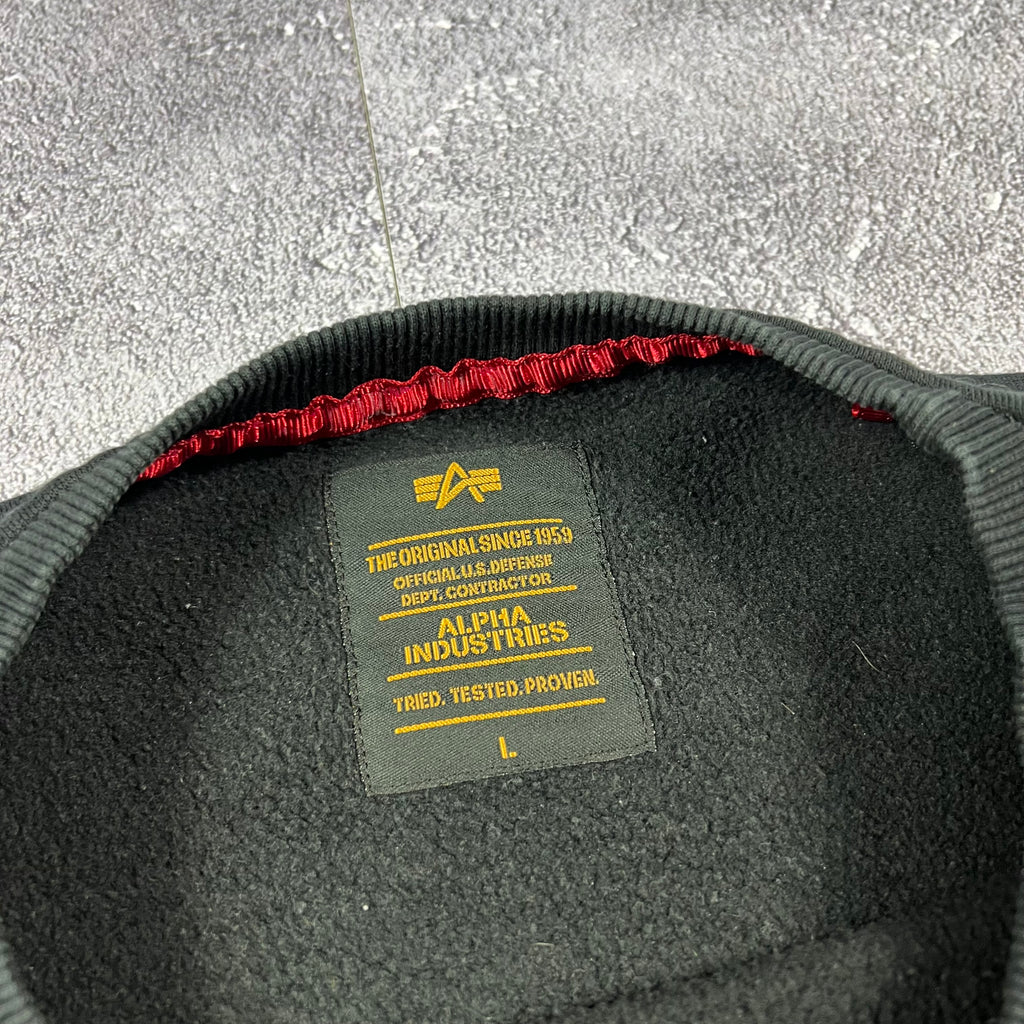 THE ORIGINAL SINCE 1959
OFFICIAL U.S. DEFENSE
DEPT. CONTRACTOR
ALPHA
INDUSTRIES
TRIED. TESTED. PROVEN.
L